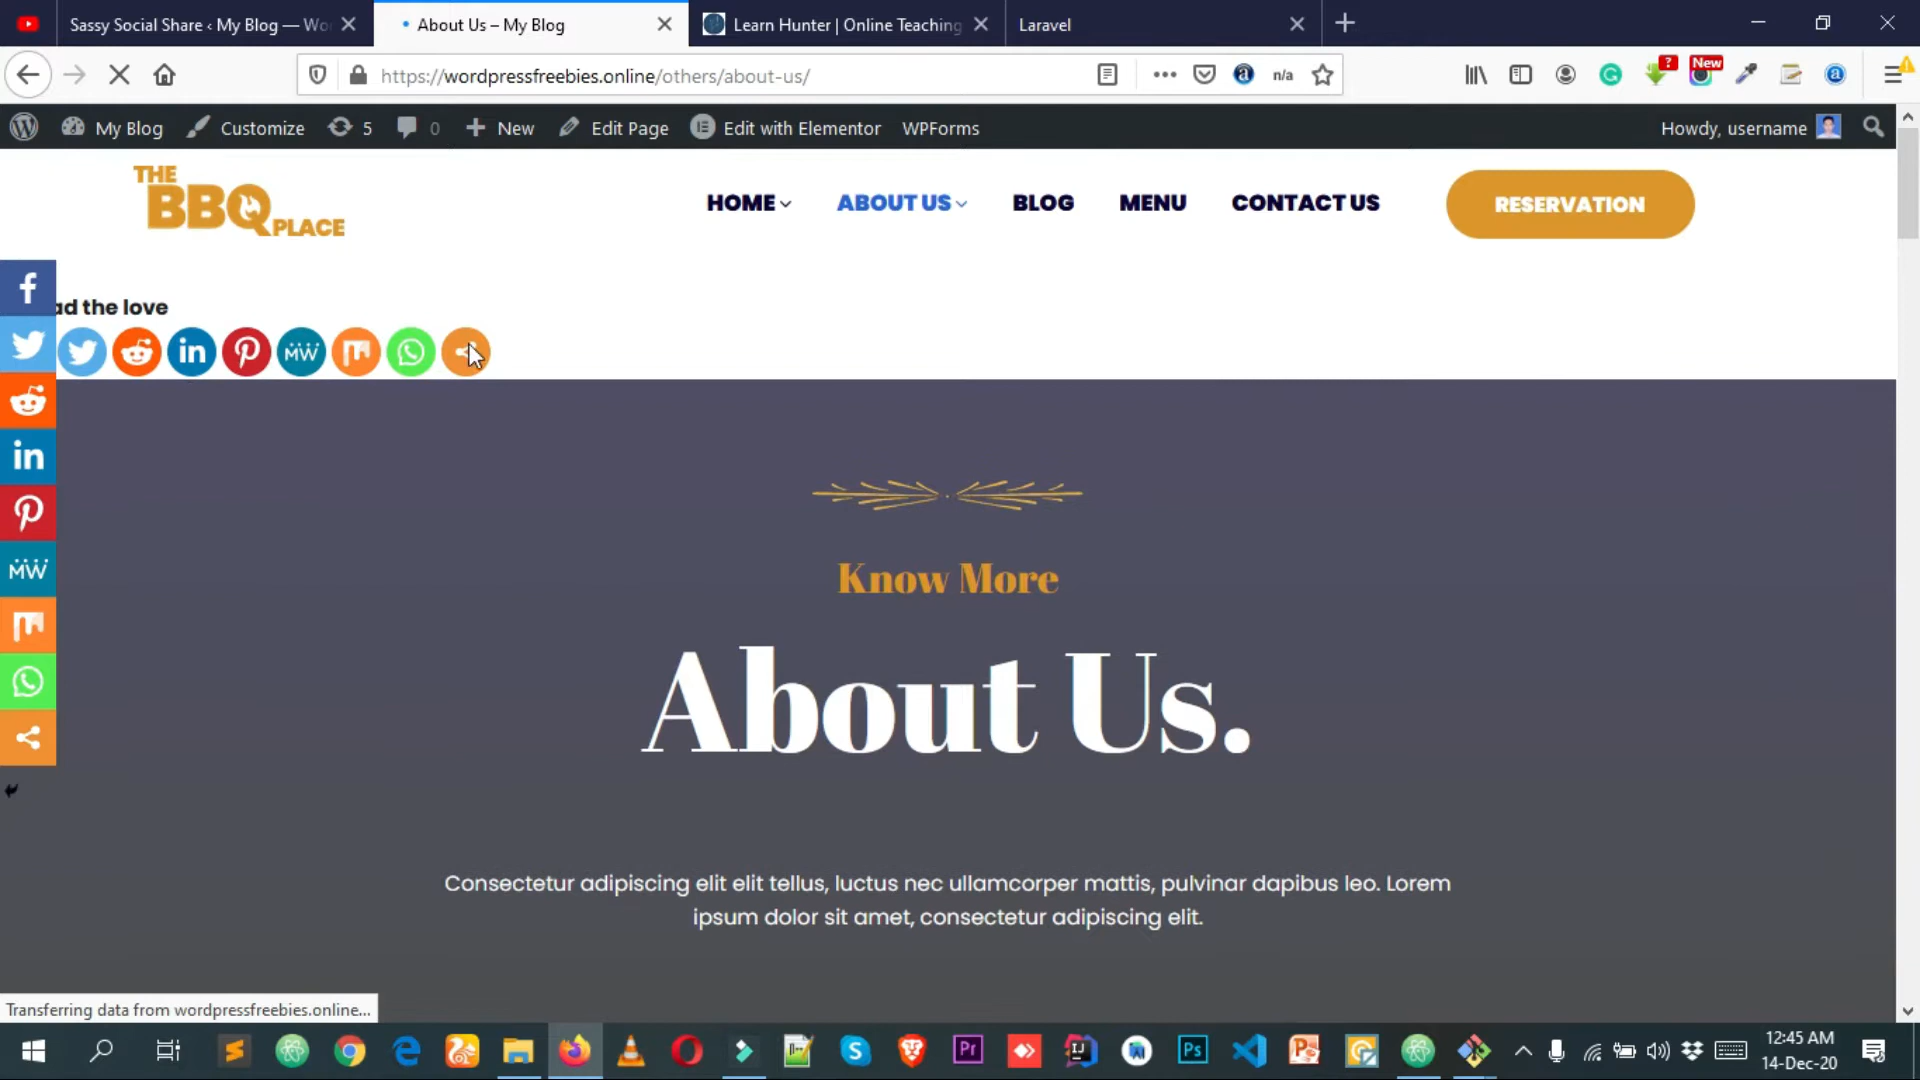 Sassy Social Share ‹ My Blog — Wo
About Us – My Blog
Learn Hunter | Online Teaching
Laravel
https://wordpressfreebies.online/others/about-us/
n/a
?
New
My Blog
Customize
5
0
New
Edit Page
Edit with Elementor
WPForms
Howdy, username
THE
BBQ
PLACE
HOME
ABOUT US
BLOG
MENU
CONTACT US
RESERVATION
ad the love
Know More
About Us.
Consectetur adipiscing elit elit tellus, luctus nec ullamcorper mattis, pulvinar dapibus leo. Lorem
ipsum dolor sit amet, consectetur adipiscing elit.
Transferring data from wordpressfreebies.online...
12:45 AM
14-Dec-20